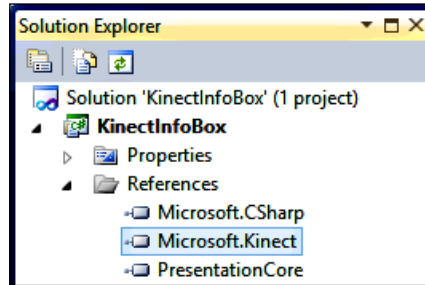 Solution Explorer
Solution 'KinectInfoBox' (1 project)
KinectInfoBox
Properties
References
Microsoft.CSharp
Microsoft.Kinect
PresentationCore